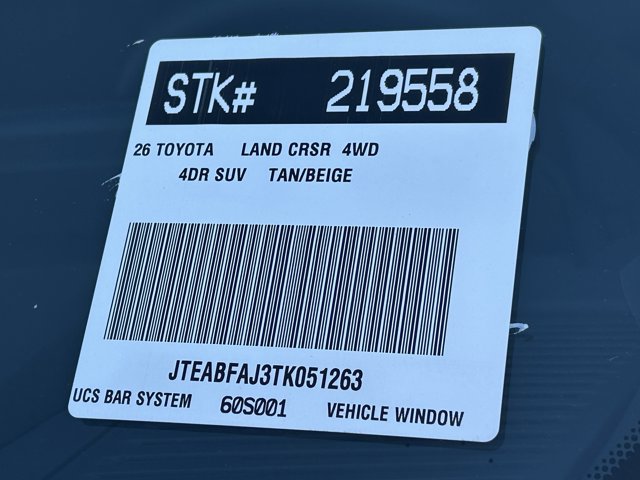 STK# 219558
26 TOYOTA LAND CRSR 4WD
4DR SUV TAN/BEIGE
JTEABFAJ3TK051263
UCS BAR SYSTEM 60S001 VEHICLE WINDOW